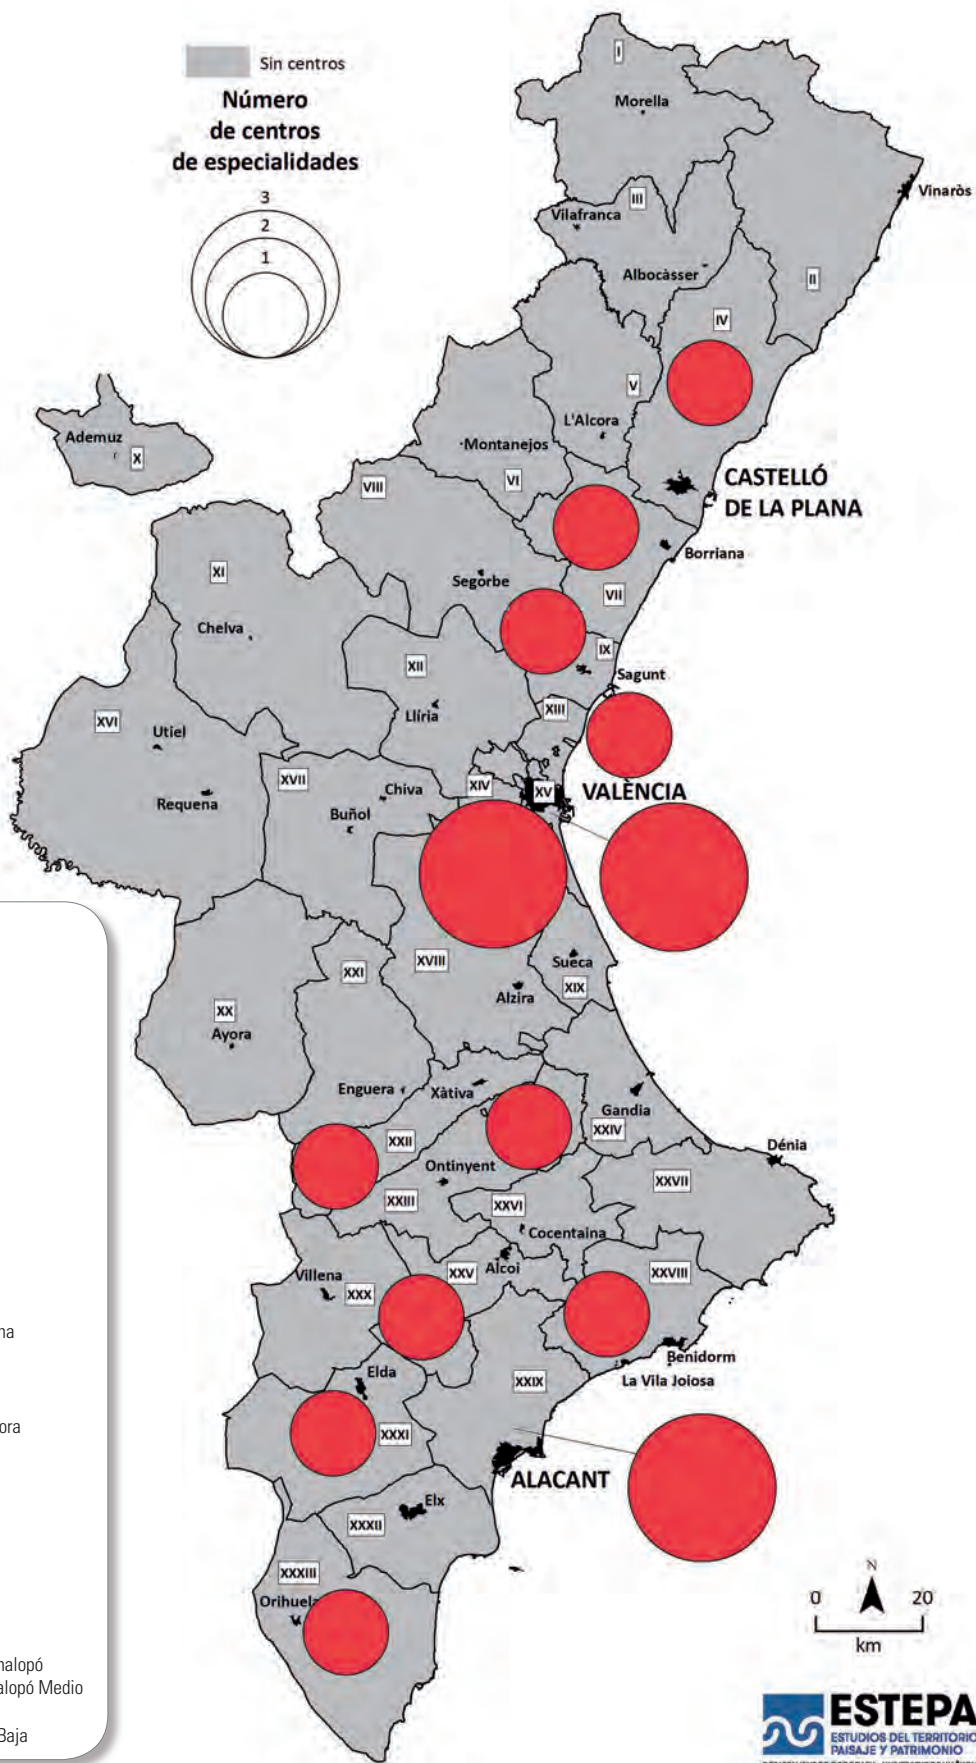 Sin centros
Número
de centros
de especialidades
3
2
1
I
Morella
Vinaròs
III
Vilafranca
Albocàsser
II
IV
V
L'Alcora
Ademuz
X
Montanejos
VI
VIII
CASTELLÓ
DE LA PLANA
Borriana
XI
Segorbe
VII
Chelva
IX
XII
Sagunt
Llíria
XIII
XVI
Utiel
XVII
Chiva
XIV
XV
VALÈNCIA
Requena
Buñol
XVIII
Sueca
XXI
Alzira
XIX
XX
Ayora
Enguera
Xàtiva
Gandia
XXII
XXIV
Dénia
Ontinyent
XXVII
XXIII
XXVI
Cocentaina
Villena
XXV
Alcoi
XXVIII
XXX
Benidorm
La Vila Joiosa
Elda
XXIX
XXXI
ALACANT
Elx
XXXII
XXXIII
Orihuela
ora
Baja
N
0 20
km
ESTEPA
ESTUDIOS DEL TERRITORIO
PAISAJE Y PATRIMONIO